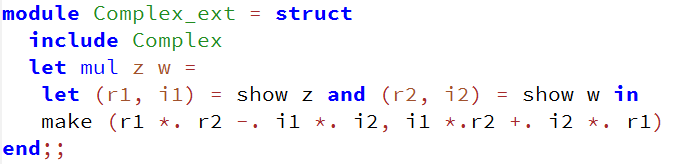 module Complex_ext = struct
  include Complex
  let mul z w =
   let (r1, i1) = show z and (r2, i2) = show w in
   make (r1 *. r2 -. i1 *. i2, i1 *.r2 +. i2 *. r1)
end;;